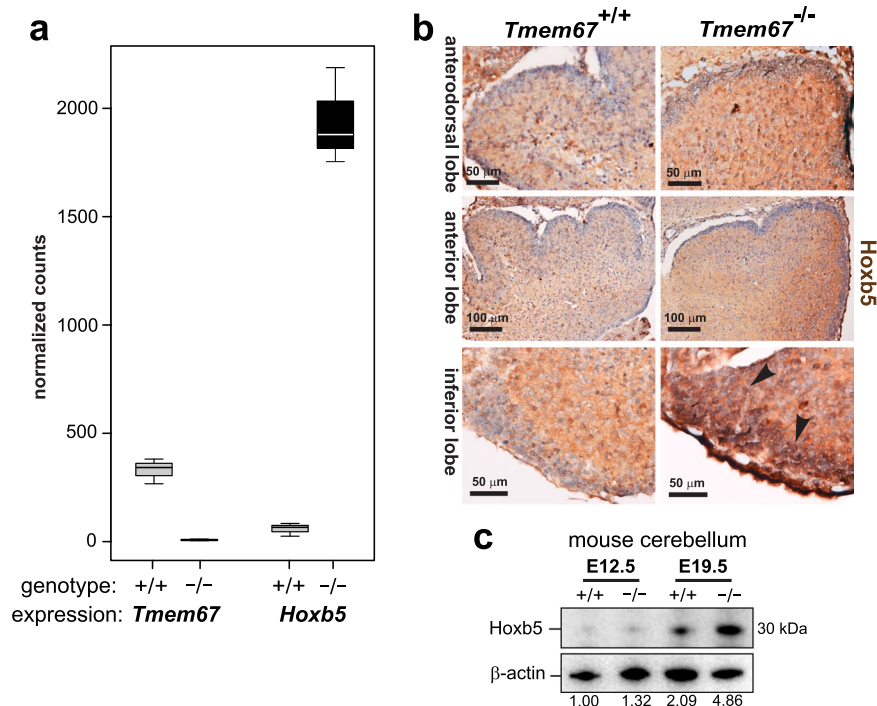 a
2000
1500
1000
500
0
normalized counts
genotype: +/+ −/− +/+ −/−
expression: Tmem67 Hoxb5
b
Tmem67+/+ Tmem67-/-
anterodorsal lobe
50 μm 50 μm
anterior lobe
100 μm 100 μm
inferior lobe
50 μm 50 μm
Hoxb5
c
mouse cerebellum
E12.5 E19.5
+/+ −/− +/+ −/−
Hoxb5 30 kDa
β-actin
1.00 1.32 2.09 4.86